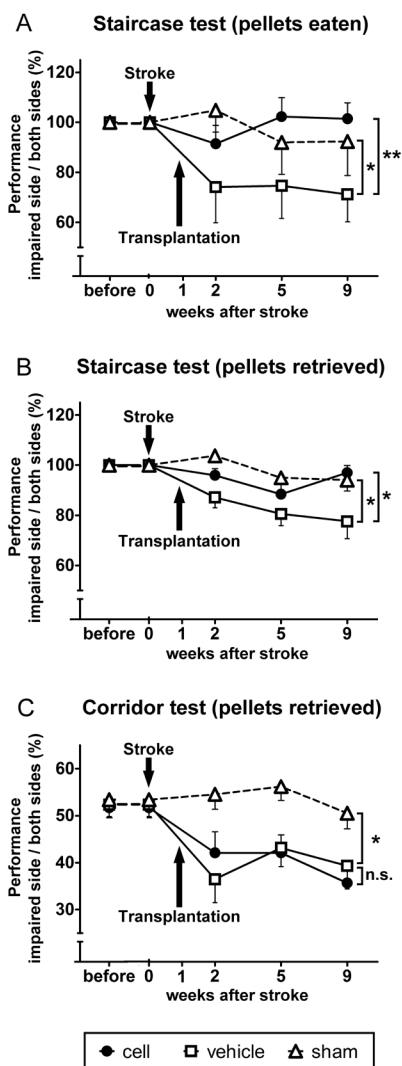 A
Staircase test (pellets eaten)
Performance
impaired side / both sides (%)
120
100
80
60
Stroke
Transplantation
*
**
before 0 1 2 5 9
weeks after stroke
B
Staircase test (pellets retrieved)
Performance
impaired side / both sides (%)
120
100
80
60
Stroke
Transplantation
*
*
before 0 1 2 5 9
weeks after stroke
C
Corridor test (pellets retrieved)
Performance
impaired side / both sides (%)
60
50
40
30
Stroke
Transplantation
*
n.s.
before 0 1 2 5 9
weeks after stroke
cell vehicle sham